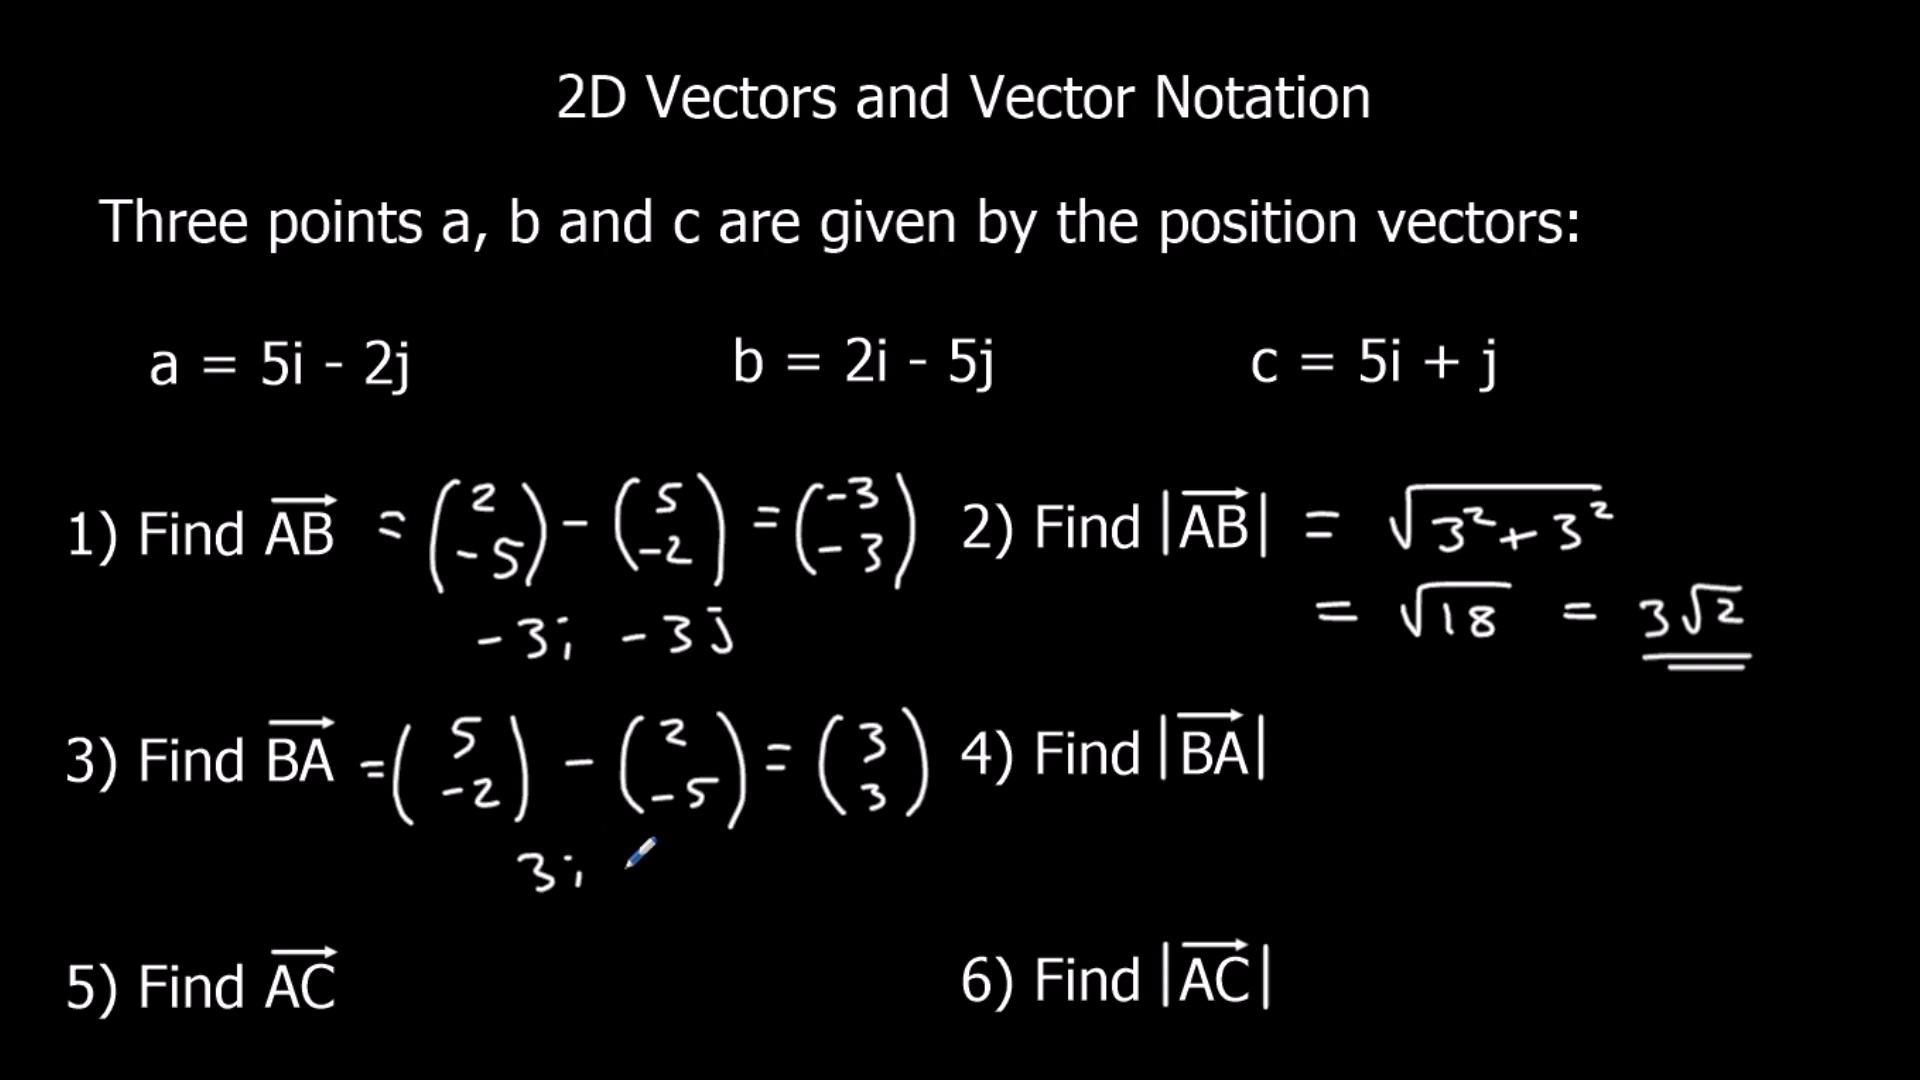 2D Vectors and Vector Notation
Three points a, b and c are given by the position vectors:
a = 5i - 2j
b = 2i - 5j
c = 5i + j
1) Find AB⃗ = (2 -5) - (5 -2) = (-3 -3)
-3i -3j
2) Find |AB⃗| = √3²+3²
= √18 = 3√2
3) Find BA⃗ = (5 -2) - (2 -5) = (3 3)
3i
4) Find |BA⃗|
5) Find AC⃗
6) Find |AC⃗|